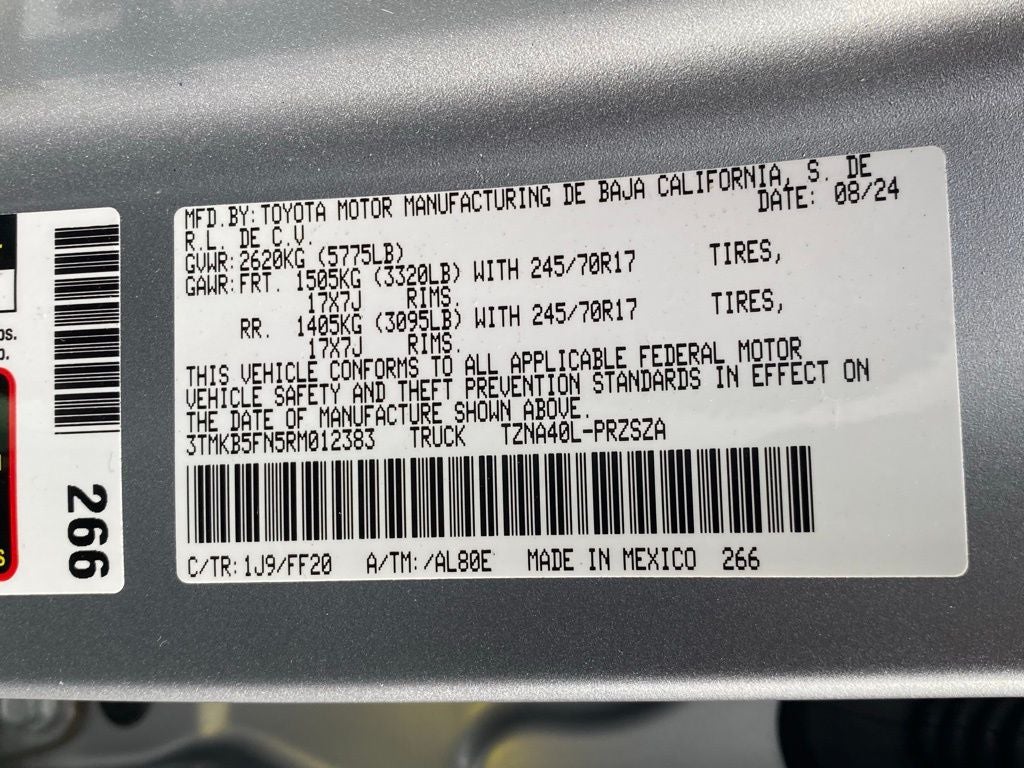 MFD.BY: TOYOTA MOTOR MANUFACTURING DE BAJA CALIFORNIA, S. DE
R.L. DE C.V. DATE: 08/24
GVWR: 2620KG (5775LB)
GAWR: FRT. 1505KG (3320LB) WITH 245/70R17 TIRES,
17X7J RIMS.
RR. 1405KG (3095LB) WITH 245/70R17 TIRES,
17X7J RIMS.
THIS VEHICLE CONFORMS TO ALL APPLICABLE FEDERAL MOTOR
VEHICLE SAFETY AND THEFT PREVENTION STANDARDS IN EFFECT ON
THE DATE OF MANUFACTURE SHOWN ABOVE.
3TMKB5FN5RM012383 TRUCK TZNA40L-PRZSZA
C/TR: 1J9/FF20 A/TM: /AL80E MADE IN MEXICO 266
266